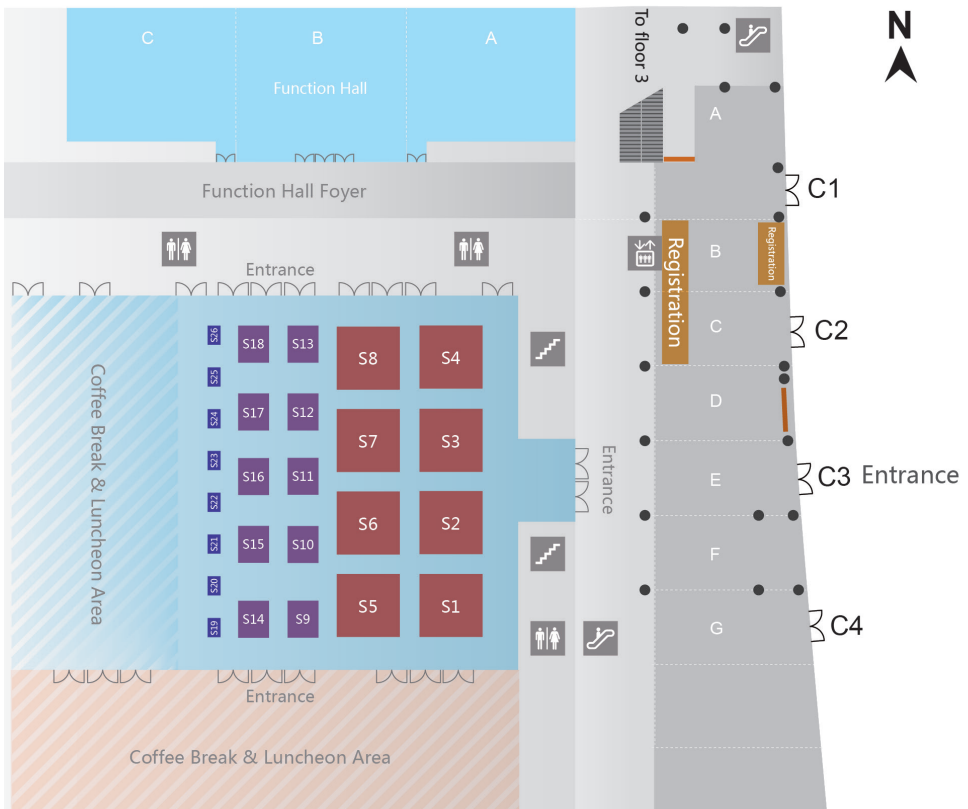 To floor 3
N
C
B
A
Function Hall
A
Function Hall Foyer
C1
Registration
B
Registration
Entrance
C
C2
S26
S18
S13
S8
S4
S25
D
S24
S17
S12
S7
S3
Coffee Break & Luncheon Area
S23
S16
S11
Entrance
E
C3 Entrance
S22
S6
S2
S21
S15
S10
F
S20
S5
S1
S19
S14
S9
G
C4
Entrance
Coffee Break & Luncheon Area